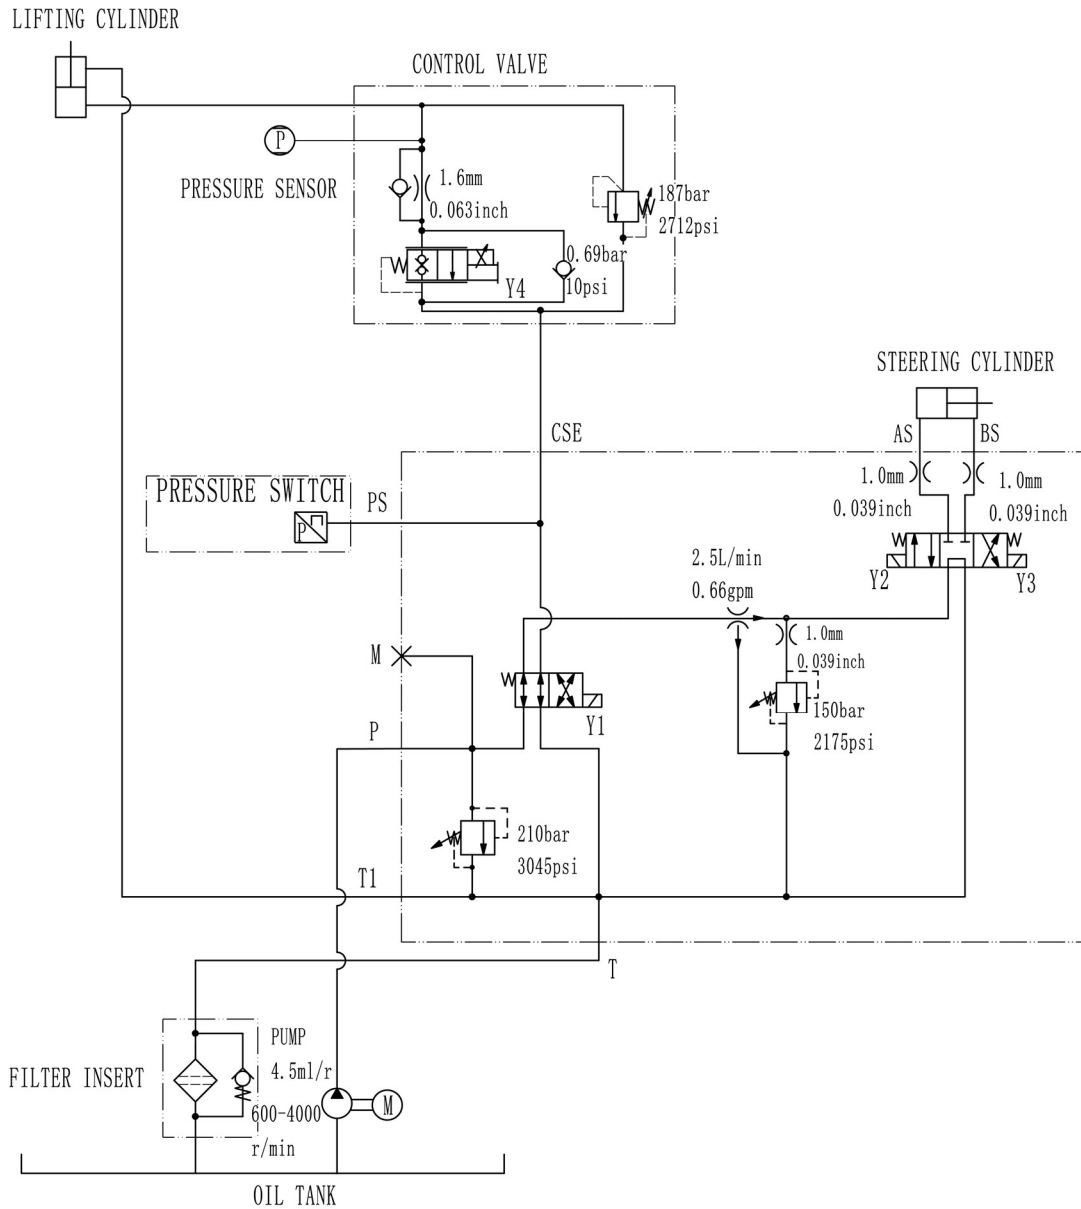 LIFTING CYLINDER
CONTROL VALVE
P
PRESSURE SENSOR
1.6mm
0.063inch
187bar
2712psi
0.69bar
10psi
Y4
STEERING CYLINDER
CSE
AS
BS
PRESSURE SWITCH
PS
P
1.0mm
0.039inch
1.0mm
0.039inch
2.5L/min
0.66gpm
Y2
Y3
1.0mm
0.039inch
M
150bar
2175psi
Y1
P
210bar
3045psi
T1
T
PUMP
4.5ml/r
FILTER INSERT
600-4000
r/min
M
OIL TANK